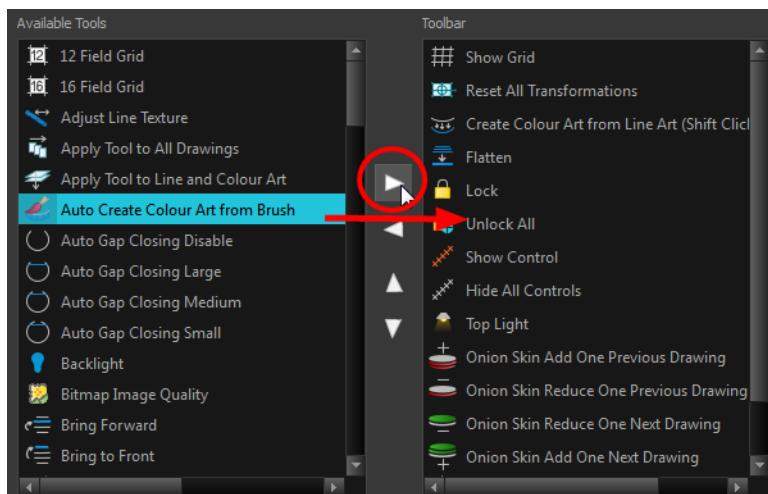 Available Tools
12 12 Field Grid
16 16 Field Grid
Adjust Line Texture
Apply Tool to All Drawings
Apply Tool to Line and Colour Art
Auto Create Colour Art from Brush
Auto Gap Closing Disable
Auto Gap Closing Large
Auto Gap Closing Medium
Auto Gap Closing Small
Backlight
Bitmap Image Quality
Bring Forward
Bring to Front
Toolbar
Show Grid
Reset All Transformations
Create Colour Art from Line Art (Shift Clic
Flatten
Lock
Unlock All
Show Control
Hide All Controls
Top Light
Onion Skin Add One Previous Drawing
Onion Skin Reduce One Previous Drawing
Onion Skin Reduce One Next Drawing
Onion Skin Add One Next Drawing